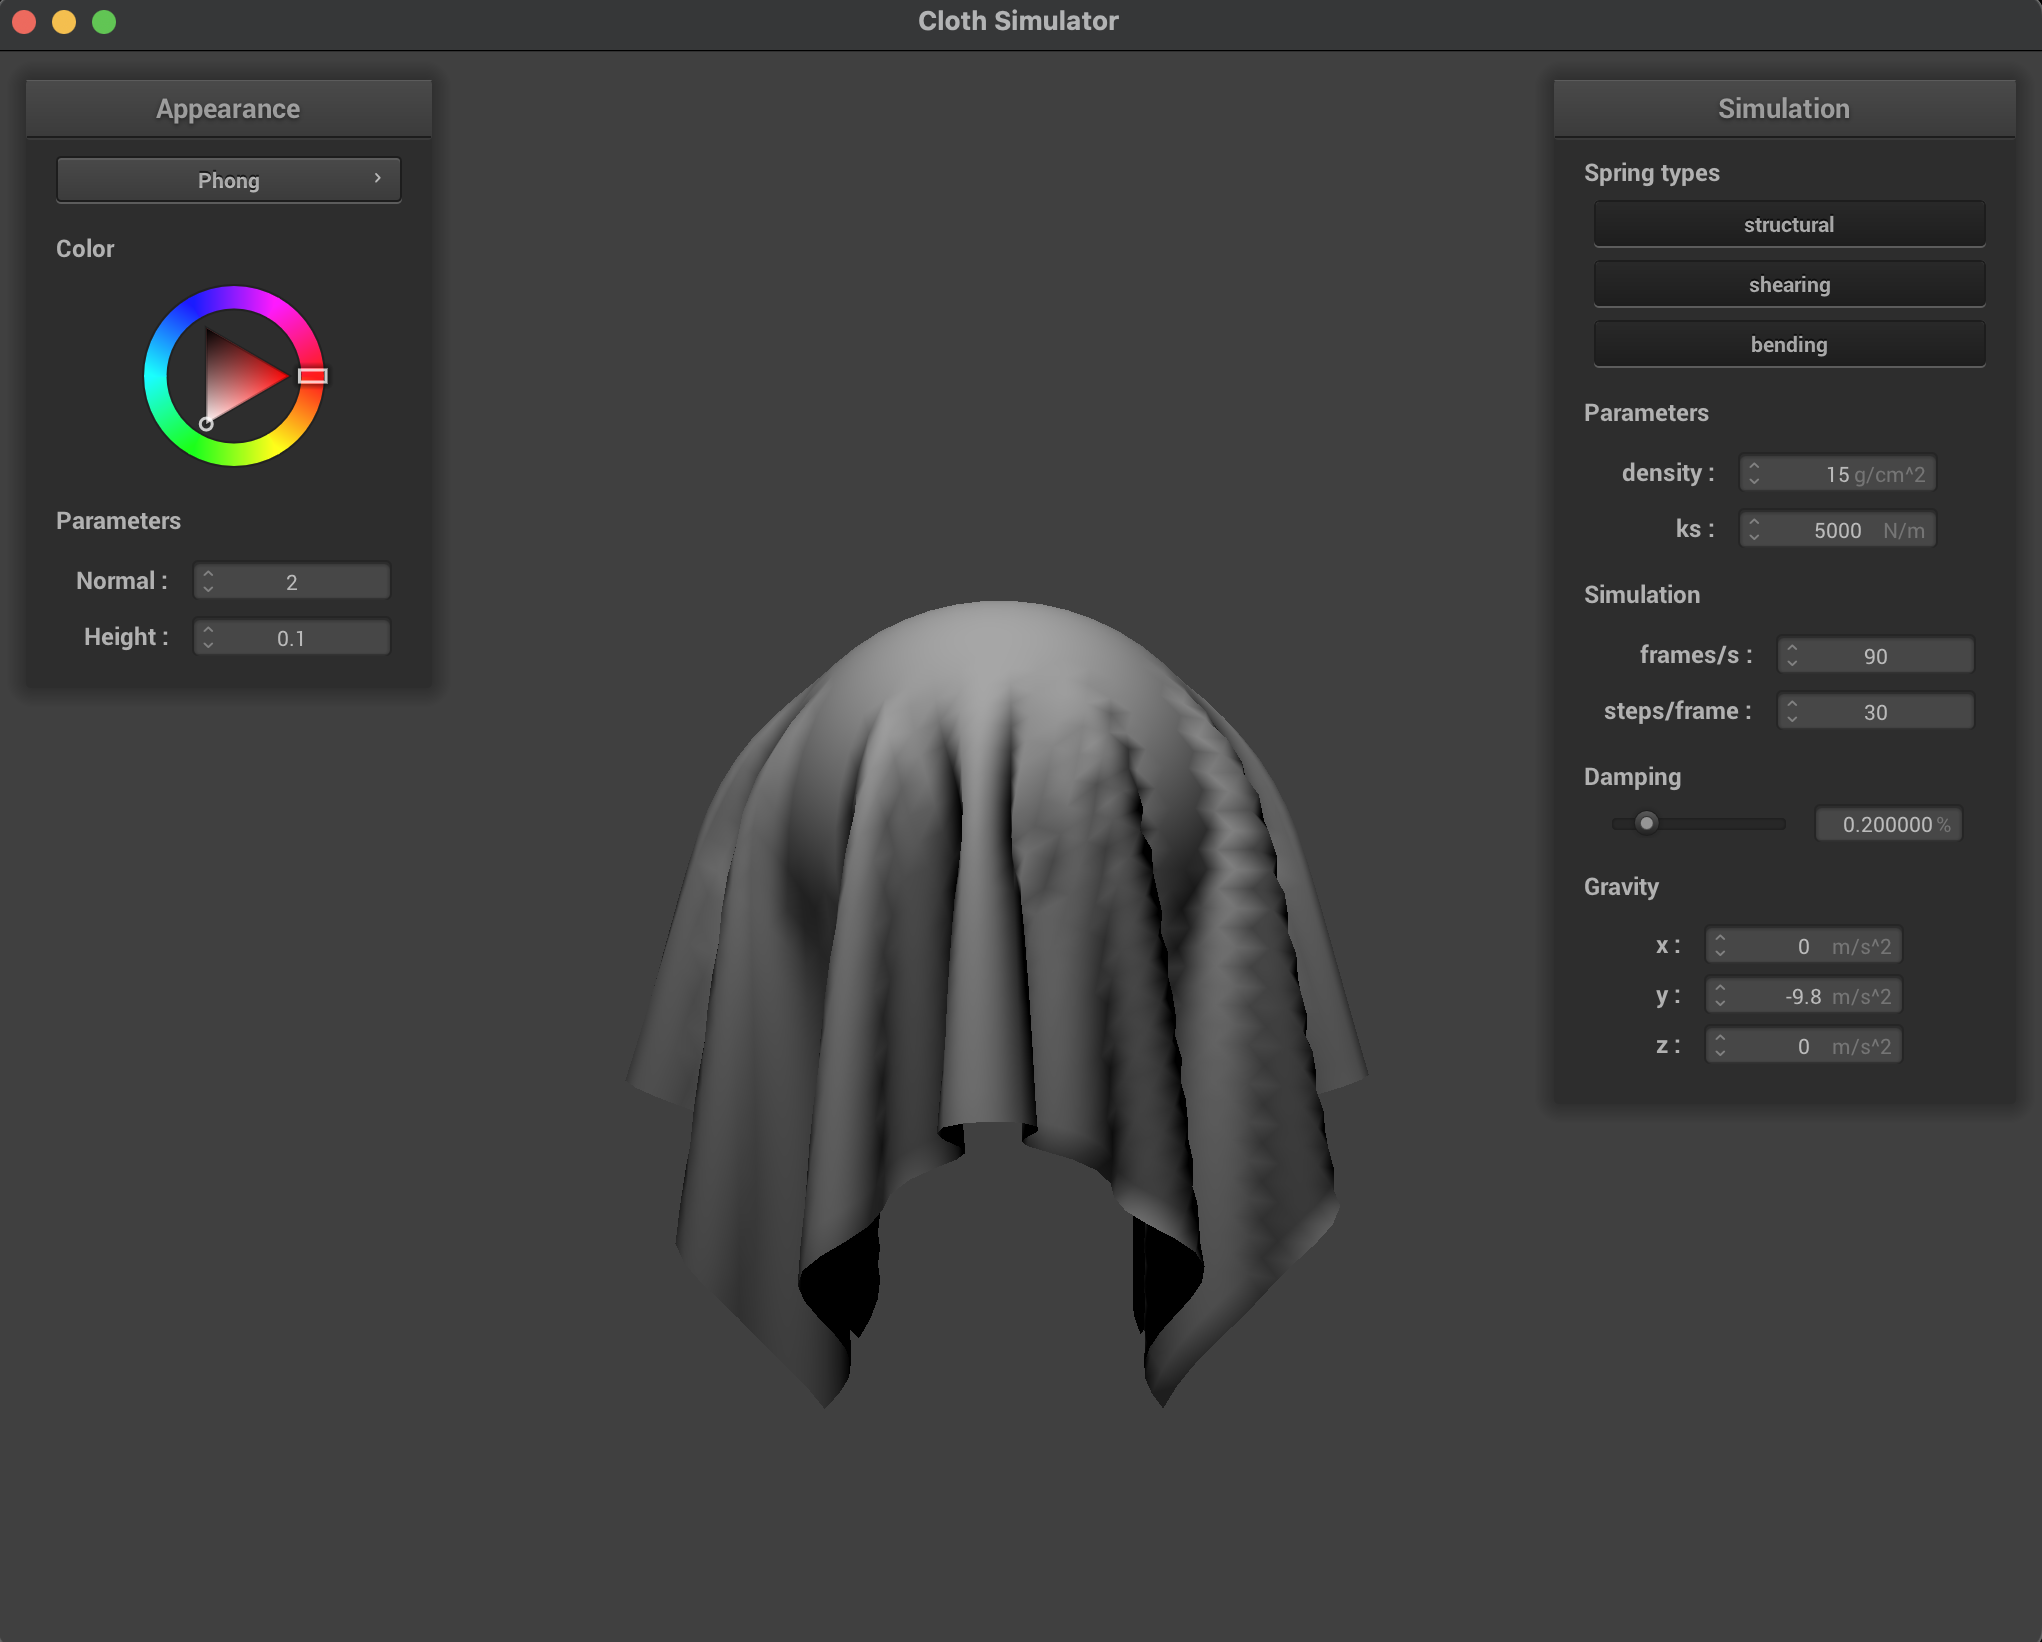 Cloth Simulator
Appearance
Phong
Color
Parameters
Normal : 2
Height : 0.1
Simulation
Spring types
structural
shearing
bending
Parameters
density : 15 g/cm^2
ks : 5000 N/m
Simulation
frames/s : 90
steps/frame : 30
Damping
0.200000 %
Gravity
x : 0 m/s^2
y : -9.8 m/s^2
z : 0 m/s^2